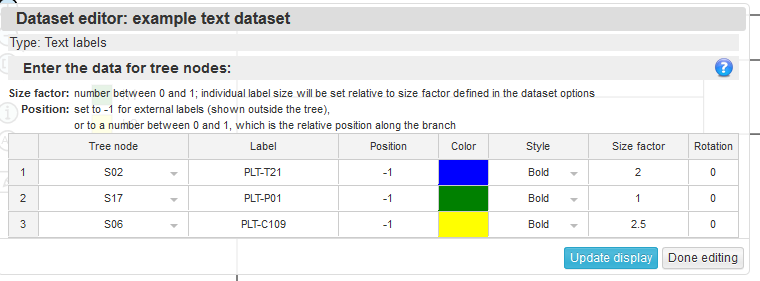 Dataset editor: example text dataset
Type: Text labels
Enter the data for tree nodes:
?
Size factor: number between 0 and 1; individual label size will be set relative to size factor defined in the dataset options
Position: set to -1 for external labels (shown outside the tree),
or to a number between 0 and 1, which is the relative position along the branch
Tree node Label Position Color Style Size factor Rotation
1 S02 PLT-T21 -1 Bold 2 0
2 S17 PLT-P01 -1 Bold 1 0
3 S06 PLT-C109 -1 Bold 2.5 0
Update display Done editing